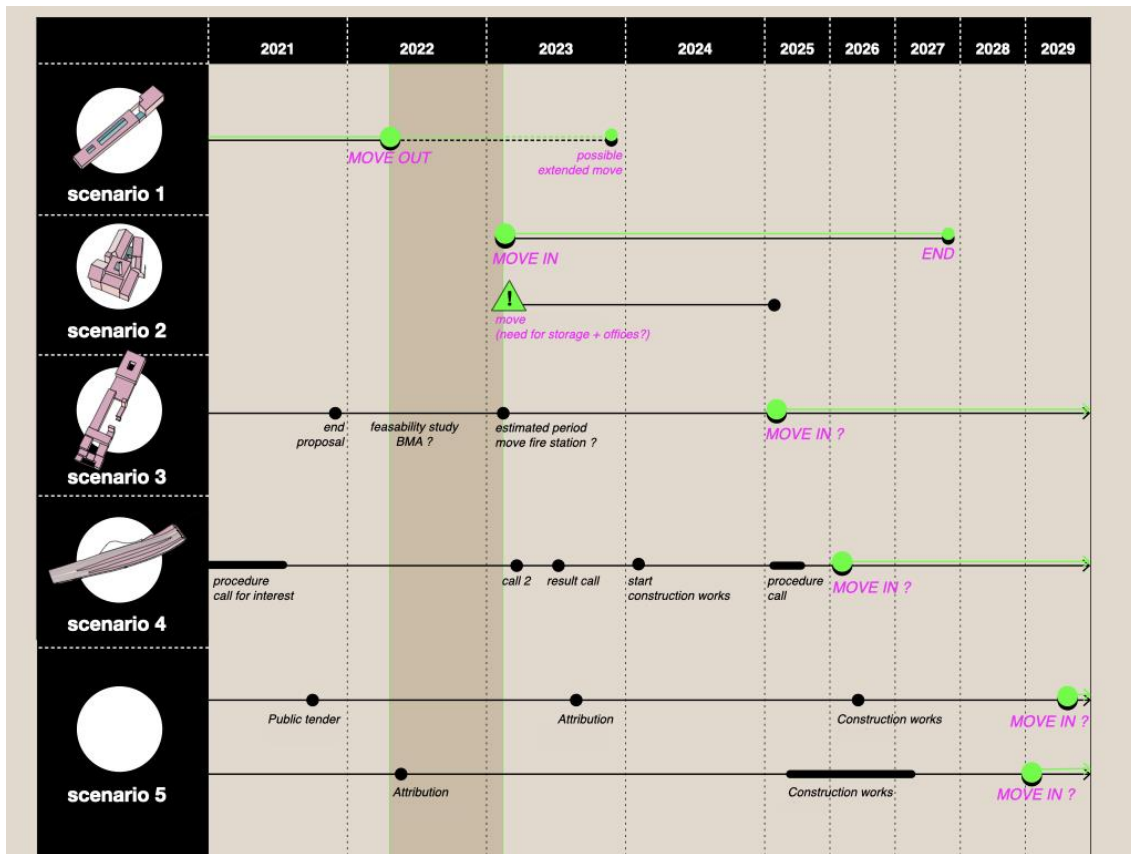 2021 2022 2023 2024 2025 2026 2027 2028 2029
scenario 1
MOVE OUT
possible
extended move
scenario 2
MOVE IN
END
!
move
(need for storage + offices?)
scenario 3
end
proposal
feasability study
BMA ?
estimated period
move fire station ?
MOVE IN ?
scenario 4
procedure
call for interest
call 2
result call
start
construction works
procedure
call
MOVE IN ?
scenario 5
Public tender
Attribution
Construction works
MOVE IN ?
Attribution
Construction works
MOVE IN ?